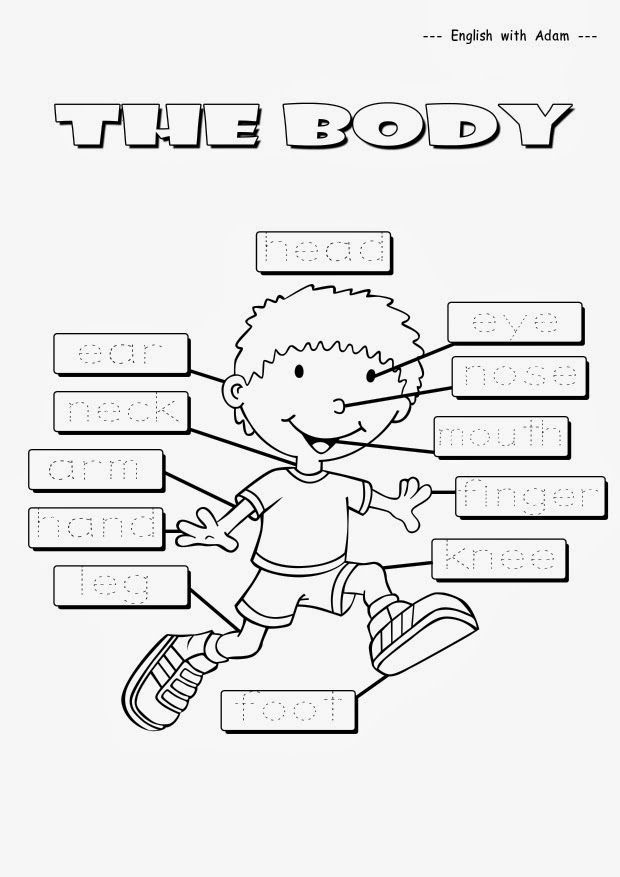 --- English with Adam ---
THE BODY
head
eye
ear
nose
neck
mouth
arm
finger
hand
knee
leg
foot